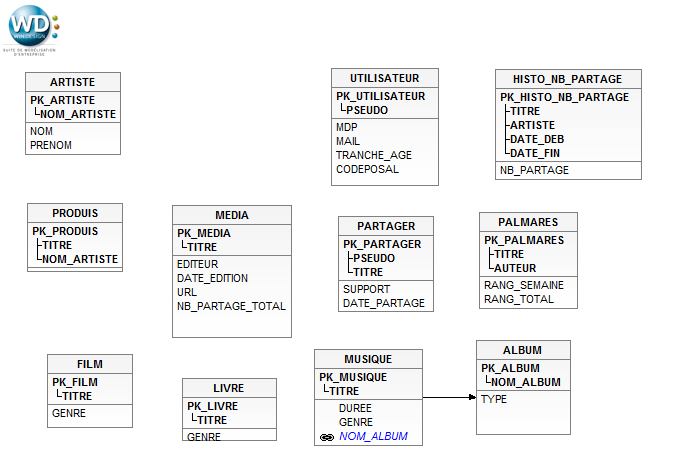 WD
WIN'DESIGN
SUITE DE MODÉLISATION
D'ENTREPRISE
ARTISTE
PK_ARTISTE
NOM_ARTISTE
NOM
PRENOM
UTILISATEUR
PK_UTILISATEUR
PSEUDO
MDP
MAIL
TRANCHE_AGE
CODEPOSAL
HISTO_NB_PARTAGE
PK_HISTO_NB_PARTAGE
TITRE
ARTISTE
DATE_DEB
DATE_FIN
NB_PARTAGE
PRODUIS
PK_PRODUIS
TITRE
NOM_ARTISTE
MEDIA
PK_MEDIA
TITRE
EDITEUR
DATE_EDITION
URL
NB_PARTAGE_TOTAL
PARTAGER
PK_PARTAGER
PSEUDO
TITRE
SUPPORT
DATE_PARTAGE
PALMARES
PK_PALMARES
TITRE
AUTEUR
RANG_SEMAINE
RANG_TOTAL
FILM
PK_FILM
TITRE
GENRE
LIVRE
PK_LIVRE
TITRE
GENRE
MUSIQUE
PK_MUSIQUE
TITRE
DUREE
GENRE
NOM_ALBUM
ALBUM
PK_ALBUM
NOM_ALBUM
TYPE